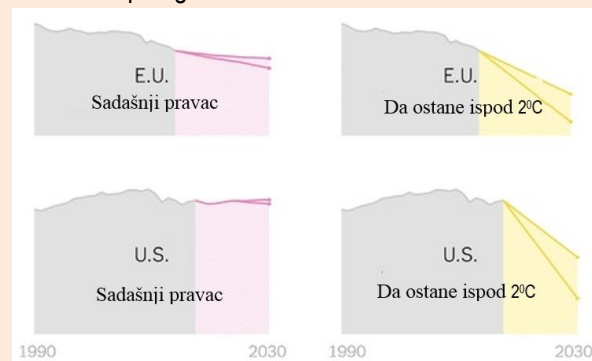 E.U.
Sadašnji pravac
E.U.
Da ostane ispod 2⁰C
U.S.
Sadašnji pravac
U.S.
Da ostane ispod 2⁰C
1990 2030
1990 2030